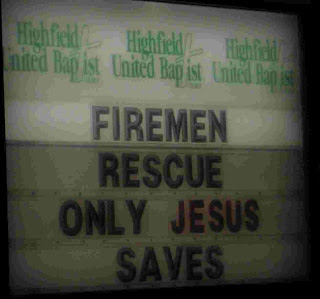 Highfield Highfield Highfield
United Baptist United Baptist United Baptist
FIREMEN
RESCUE
ONLY JESUS
SAVES